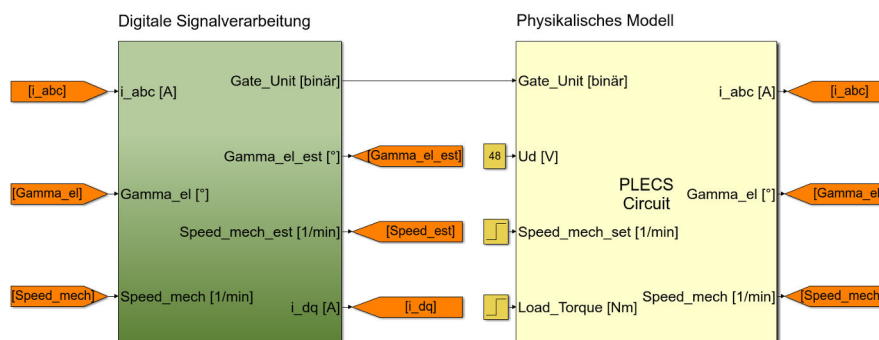 Digitale Signalverarbeitung
Physikalisches Modell
[i_abc]
i_abc [A]
Gate_Unit [binär]
Gate_Unit [binär]
i_abc [A]
[i_abc]
Gamma_el_est [°]
[Gamma_el_est]
48
Ud [V]
[Gamma_el]
Gamma_el [°]
PLECS
Circuit
Gamma_el [°]
[Gamma_el
Speed_mech_est [1/min]
[Speed_est]
Speed_mech_set [1/min]
[Speed_mech]
Speed_mech [1/min]
i_dq [A]
[i_dq]
Load_Torque [Nm]
Speed_mech [1/min]
[Speed_mech